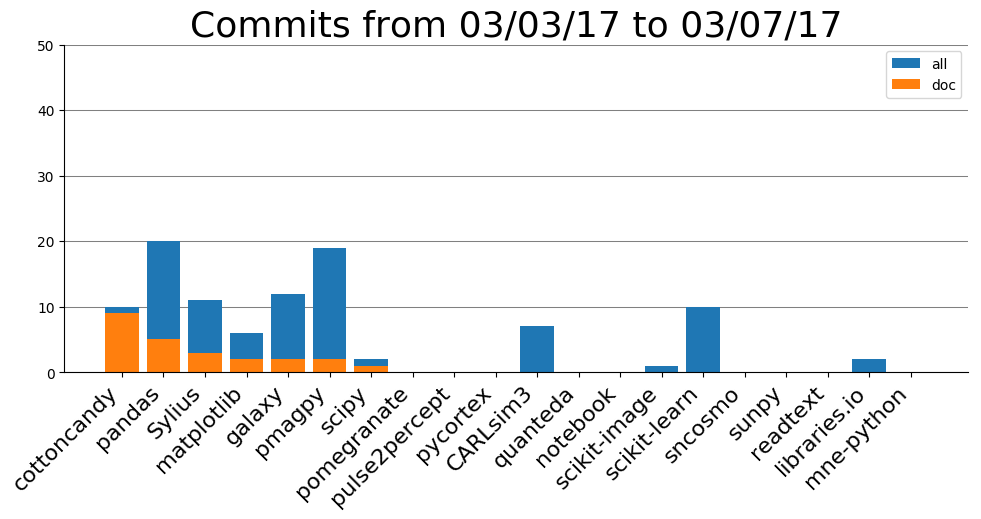 Commits from 03/03/17 to 03/07/17
50
40
30
20
10
0
all
doc
cottoncandy
pandas
Sylius
matplotlib
galaxy
pmagpy
scipy
pomegranate
pulse2percept
pycortex
CARLsim3
quanteda
notebook
scikit-image
scikit-learn
sncosmo
sunpy
readtext
libraries.io
mne-python